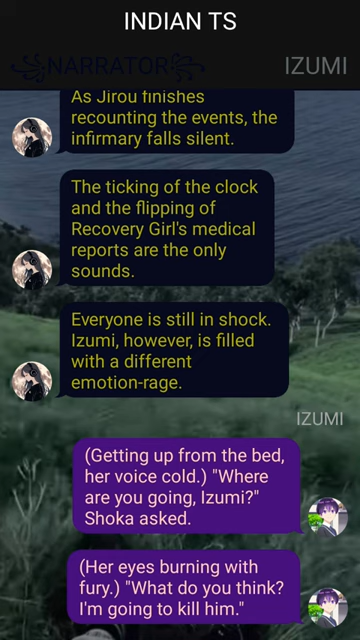 INDIAN TS
꧁NARRATOR꧂
IZUMI
As Jirou finishes
recounting the events, the
infirmary falls silent.
The ticking of the clock
and the flipping of
Recovery Girl's medical
reports are the only
sounds.
Everyone is still in shock.
Izumi, however, is filled
with a different
emotion-rage.
IZUMI
(Getting up from the bed,
her voice cold.) "Where
are you going, Izumi?"
Shoka asked.
(Her eyes burning with
fury.) "What do you think?
I'm going to kill him."